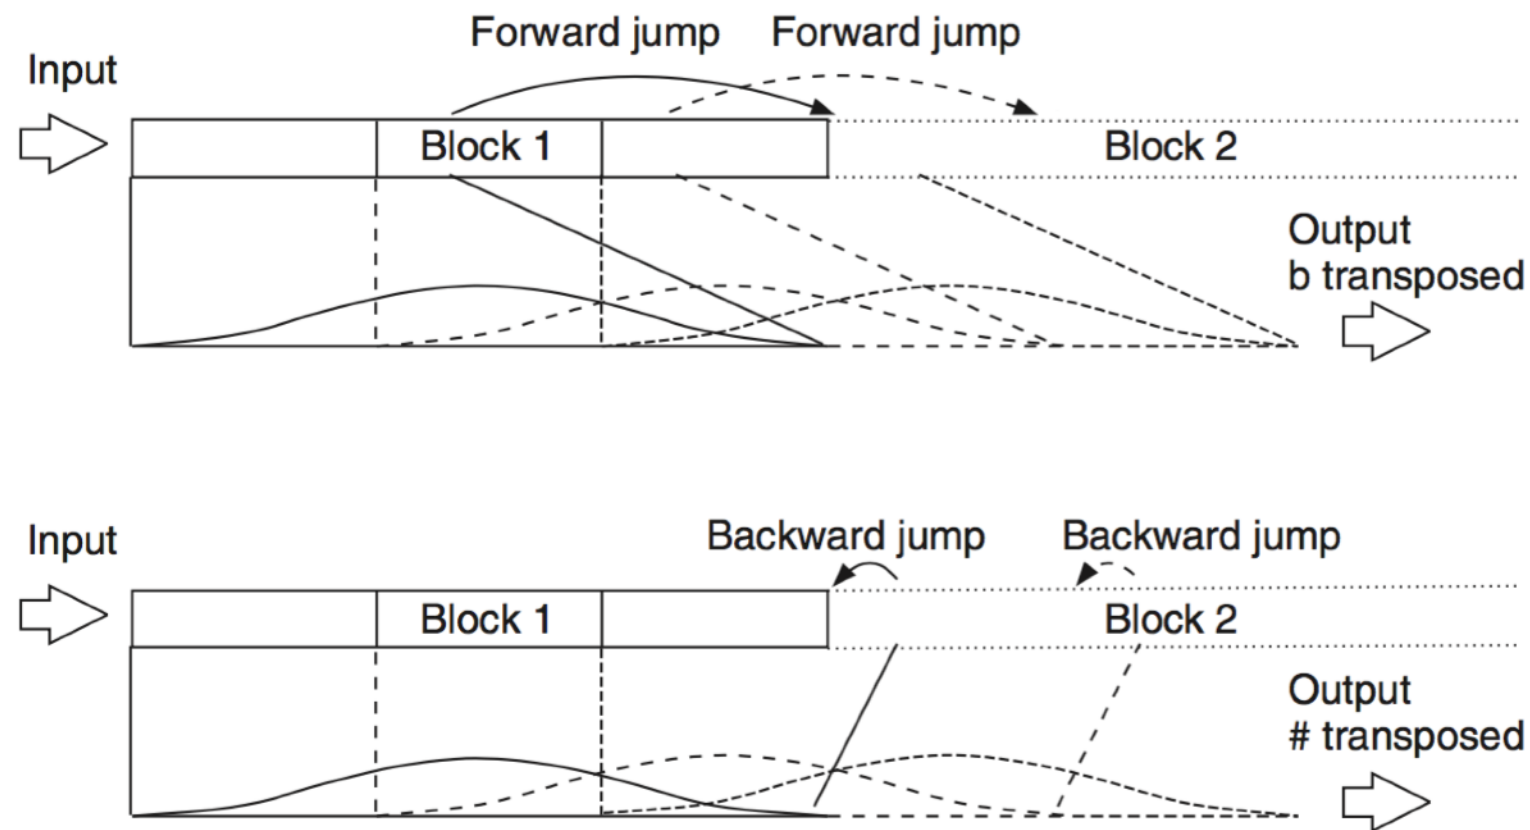 Forward jump
Forward jump
Input
Block 1
Block 2
Output
b transposed
Backward jump
Backward jump
Input
Block 1
Block 2
Output
# transposed